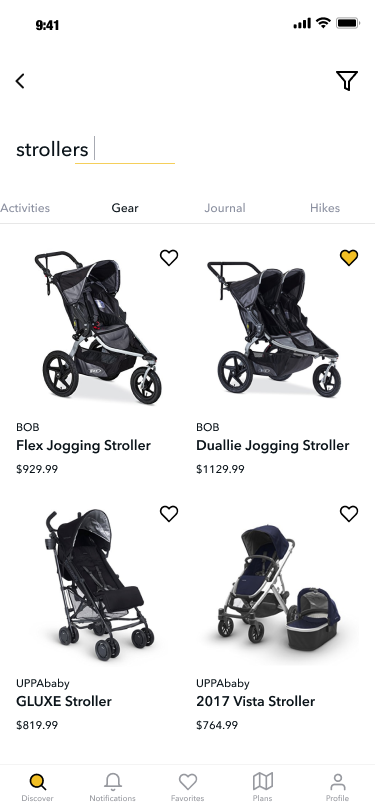 9:41
strollers
Activities Gear Journal Hikes
BOB
Flex Jogging Stroller
$929.99
BOB
Duallie Jogging Stroller
$1129.99
UPPAbaby
GLUXE Stroller
$819.99
UPPAbaby
2017 Vista Stroller
$764.99
Discover Notifications Favorites Plans Profile